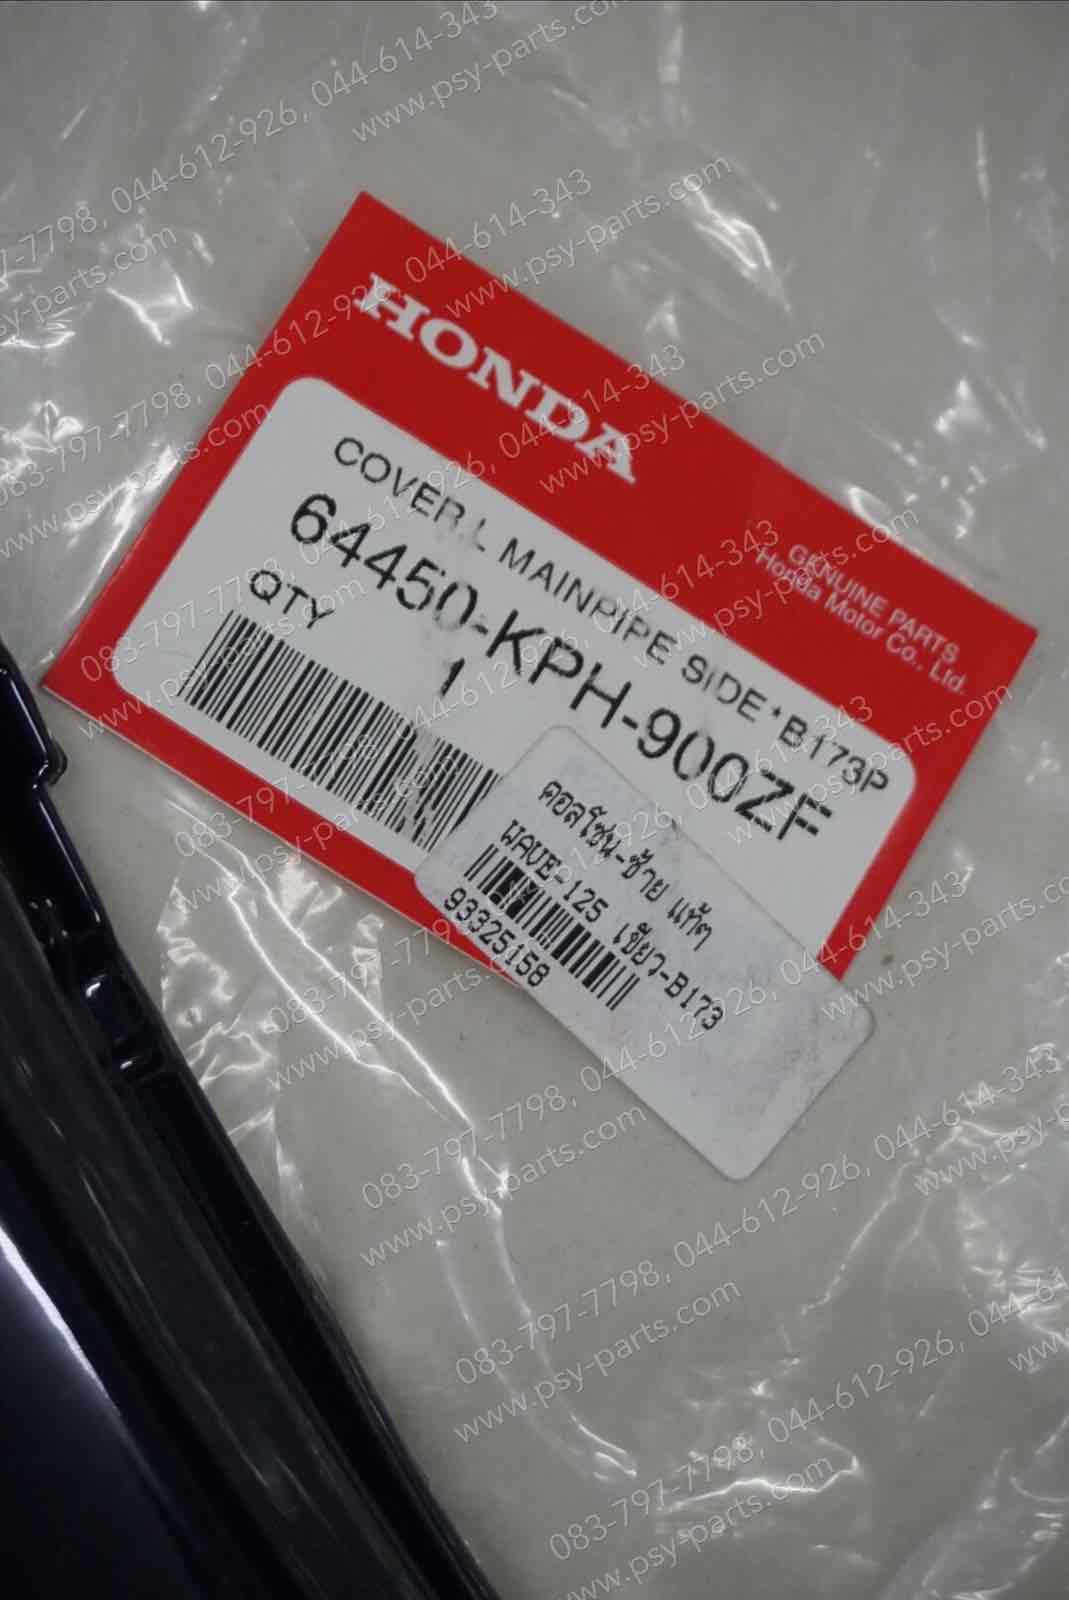 HONDA
GENUINE PARTS
Honda Motor Co., Ltd.
COVER,L MAINPIPE SIDE*B173P
64450-KPH-900ZF
QTY 1
คอลโซน-ซ้าย แท้ๆ
WAVE-125 เขียว-B173
93325158
083-797-7798, 044-612-926, 044-614-343
www.psy-parts.com